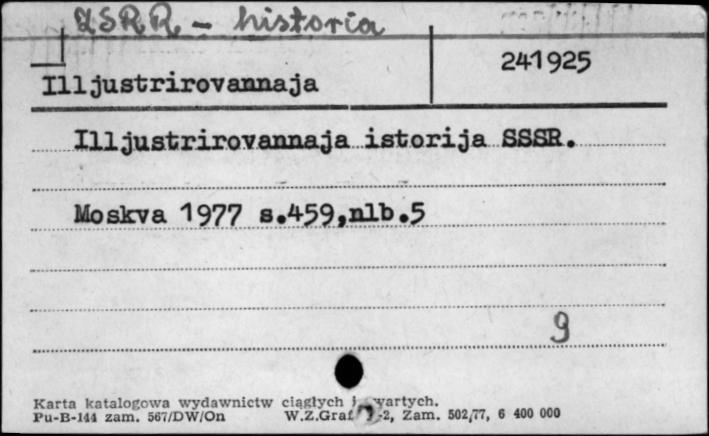 ZSRR - historia
241925
Illjustrirovannaja
Illjustrirovannaja istorija SSSR.
Moskva 1977 s.459,nlb.5
9
Karta katalogowa wydawnictw ciągłych i
Pu-B-144 zam. 567/DW/On W.Z.Graf -2, Zam. 502/77, 6 400 000